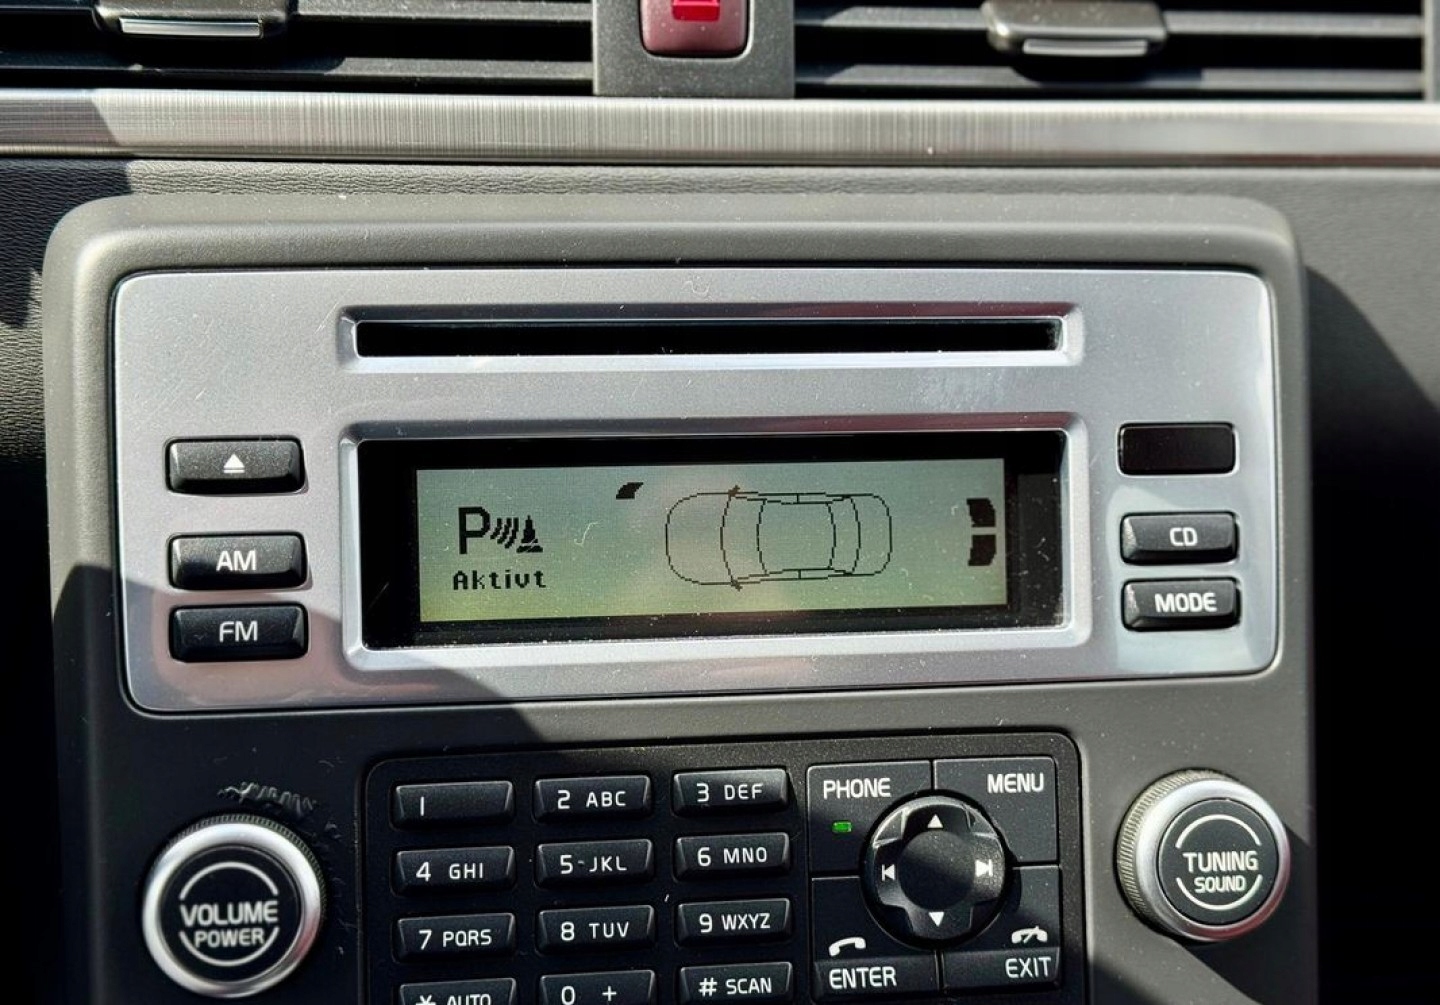 P
Aktivt
AM
FM
CD
MODE
1
2 ABC
3 DEF
PHONE
MENU
4 GHI
5 JKL
6 MNO
7 PQRS
8 TUV
9 WXYZ
* AUTO
0 +
# SCAN
ENTER
EXIT
VOLUME
POWER
TUNING
SOUND